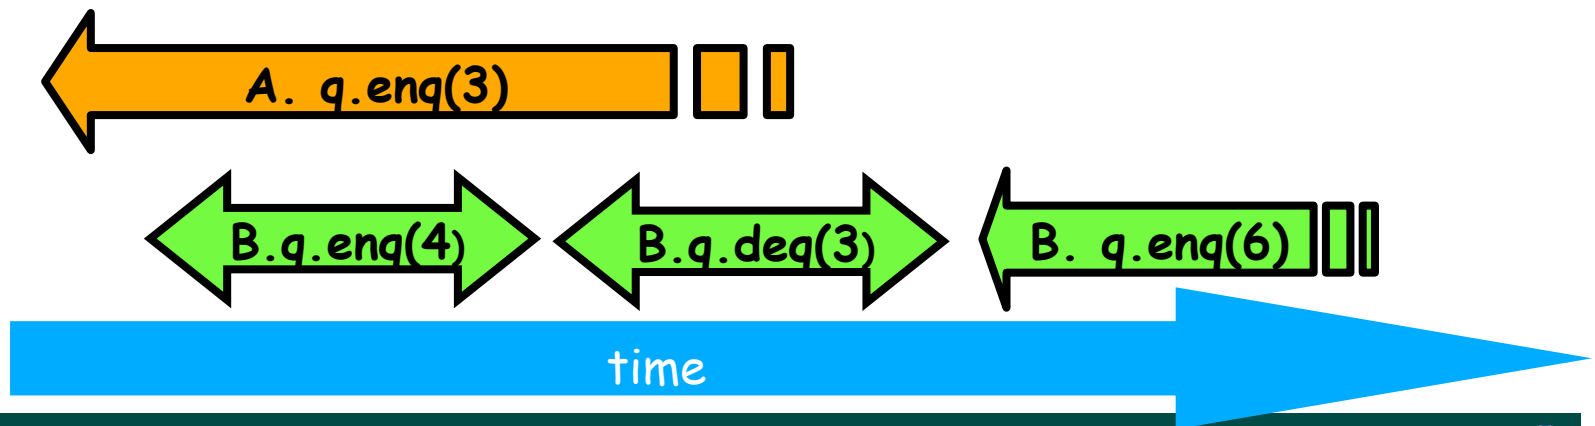 A. q.enq(3)
B.q.enq(4)
B.q.deq(3)
B. q.enq(6)
time